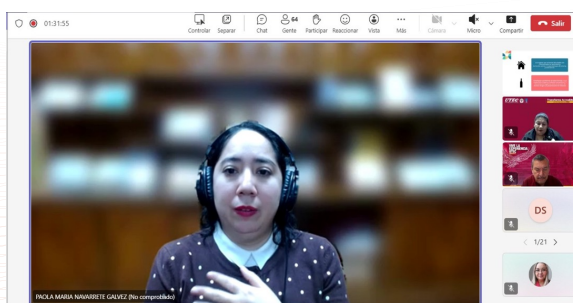 01:31:55
Controlar Separar Chat 64 Gente Participar Reaccionar Vista Más Cámara Micro Compartir Salir
UTEC
PAOLA MARIA NAVARRETE GALVEZ (No comprobado)
DS
1/21